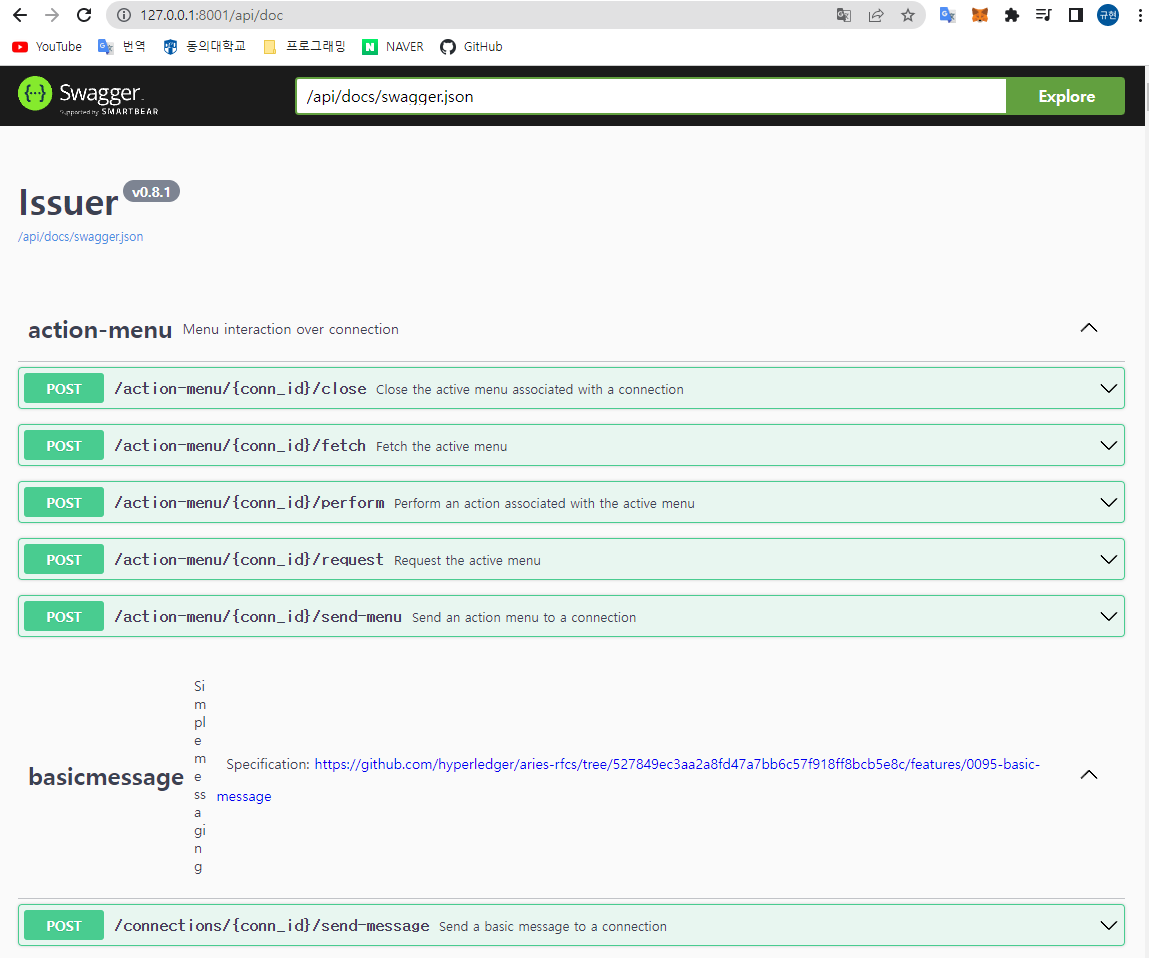 127.0.0.1:8001/api/doc
규현
YouTube 번역 동의대학교 프로그래밍 N NAVER GitHub
{··} Swagger. /api/docs/swagger.json Explore
Supported by SMARTBEAR
Issuer v0.8.1
/api/docs/swagger.json
action-menu Menu interaction over connection
POST /action-menu/{conn_id}/close Close the active menu associated with a connection
POST /action-menu/{conn_id}/fetch Fetch the active menu
POST /action-menu/{conn_id}/perform Perform an action associated with the active menu
POST /action-menu/{conn_id}/request Request the active menu
POST /action-menu/{conn_id}/send-menu Send an action menu to a connection
basicmessage
Si
m
pl
e
m
e
ss
a
gi
n
g
Specification: https://github.com/hyperledger/aries-rfcs/tree/527849ec3aa2a8fd47a7bb6c57f918ff8bcb5e8c/features/0095-basic-
message
POST /connections/{conn_id}/send-message Send a basic message to a connection